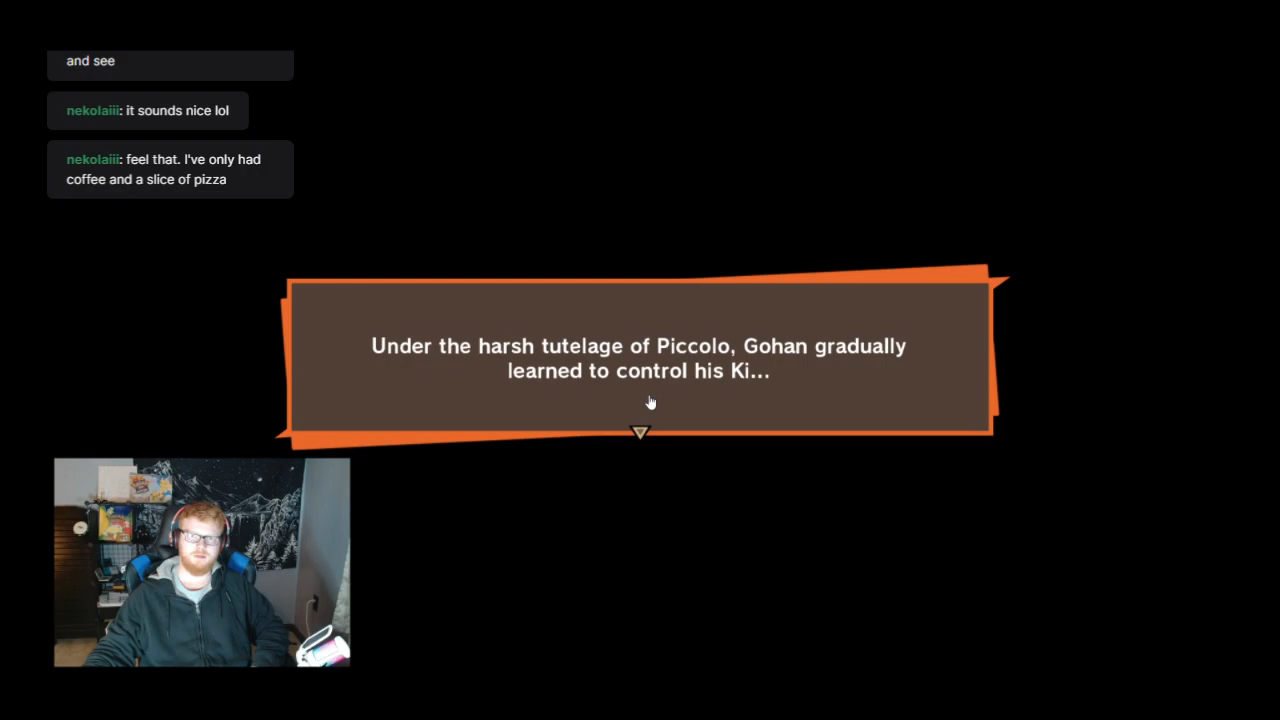 and see
nekolaiii: it sounds nice lol
nekolaiii: feel that. I've only had
coffee and a slice of pizza
Under the harsh tutelage of Piccolo, Gohan gradually
learned to control his Ki...